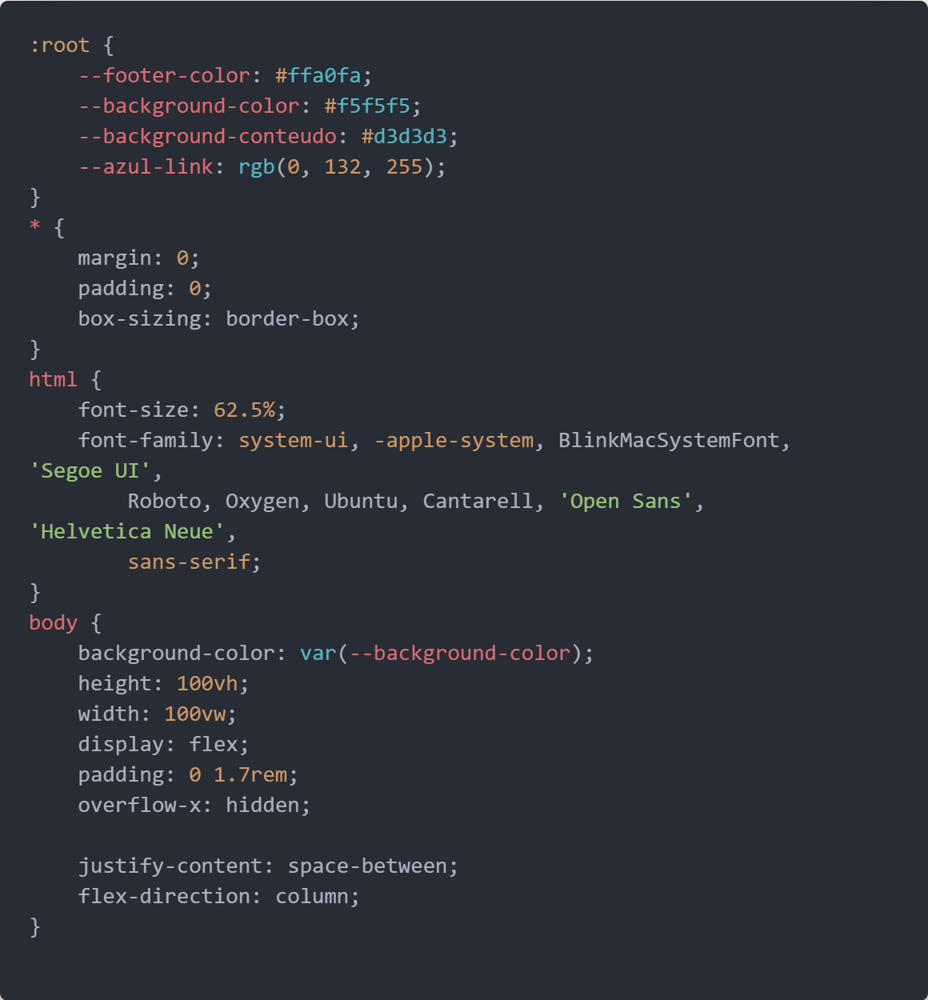 :root {
    --footer-color: #ffa0fa;
    --background-color: #f5f5f5;
    --background-conteudo: #d3d3d3;
    --azul-link: rgb(0, 132, 255);
}
* {
    margin: 0;
    padding: 0;
    box-sizing: border-box;
}
html {
    font-size: 62.5%;
    font-family: system-ui, -apple-system, BlinkMacSystemFont,
'Segoe UI',
        Roboto, Oxygen, Ubuntu, Cantarell, 'Open Sans',
'Helvetica Neue',
        sans-serif;
}
body {
    background-color: var(--background-color);
    height: 100vh;
    width: 100vw;
    display: flex;
    padding: 0 1.7rem;
    overflow-x: hidden;

    justify-content: space-between;
    flex-direction: column;
}